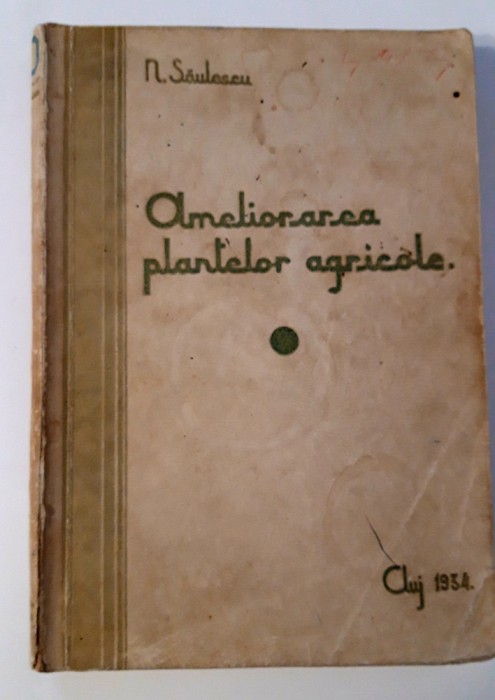 N. Săulescu
Ameliorarea
plantelor agricole.
Cluj 1934.